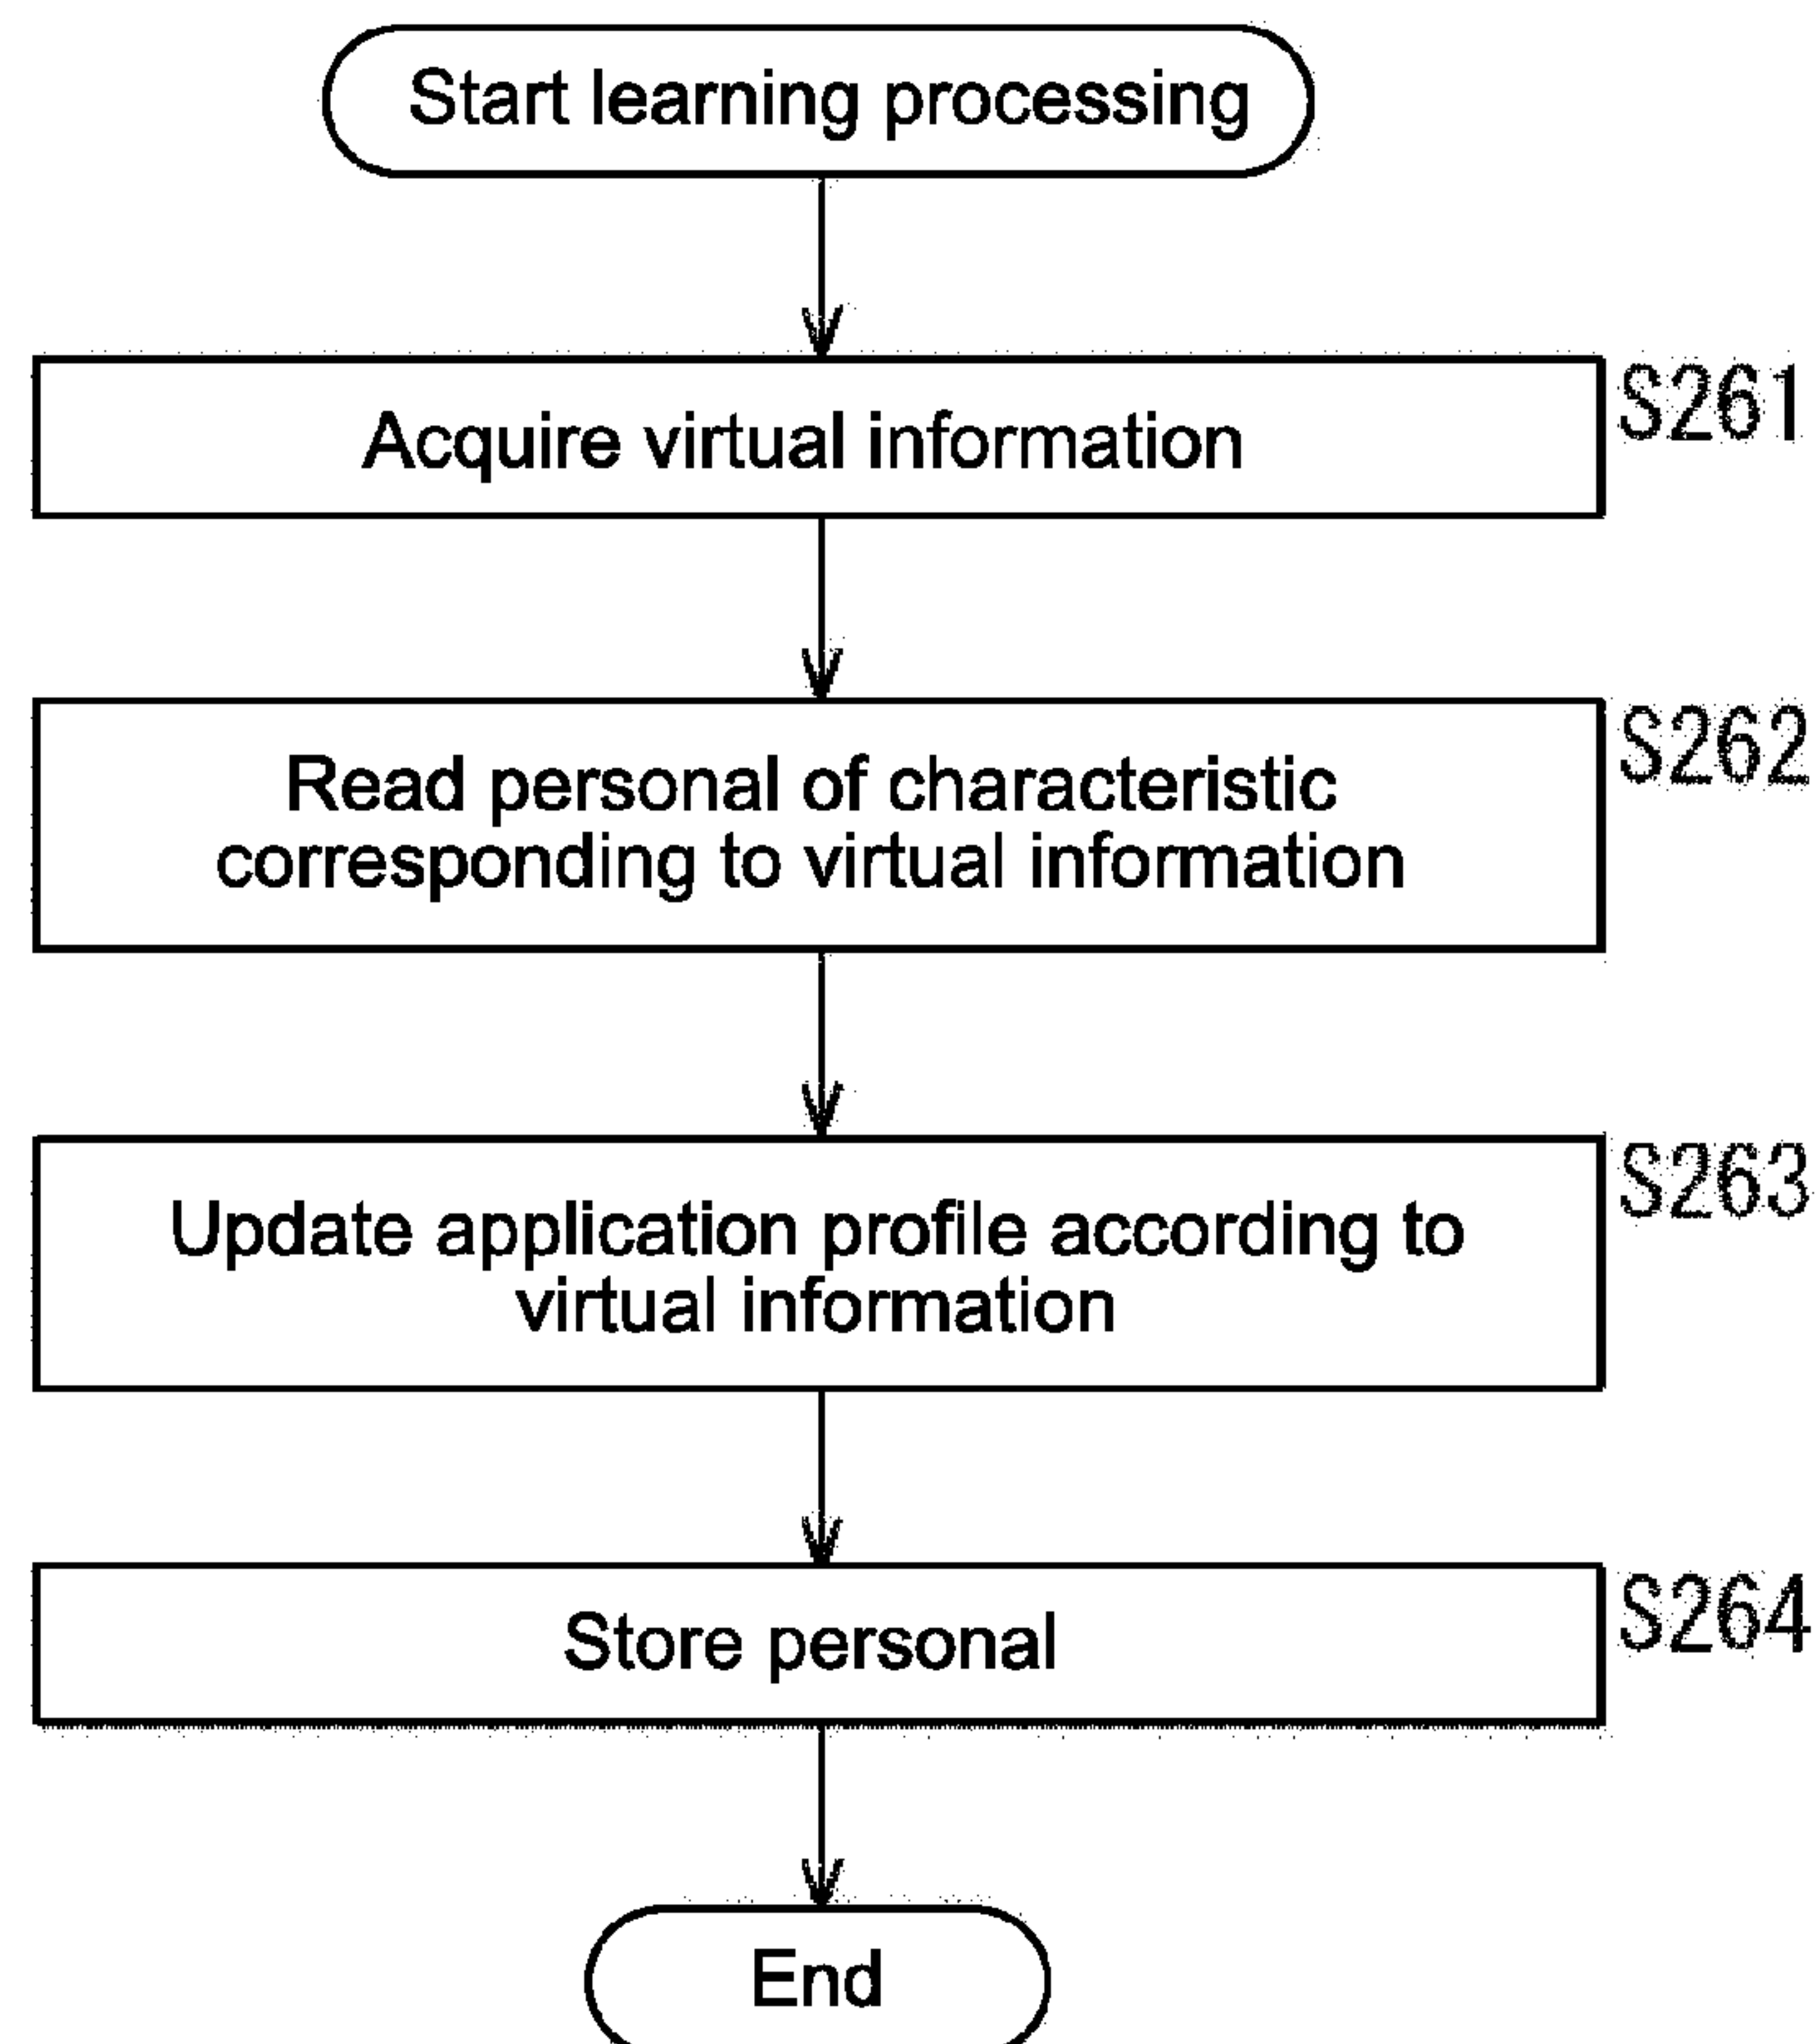 Start learning processing
Acquire virtual information
S261
Read personal of characteristic
corresponding to virtual information
S262
Update application profile according to
virtual information
S263
Store personal
S264
End